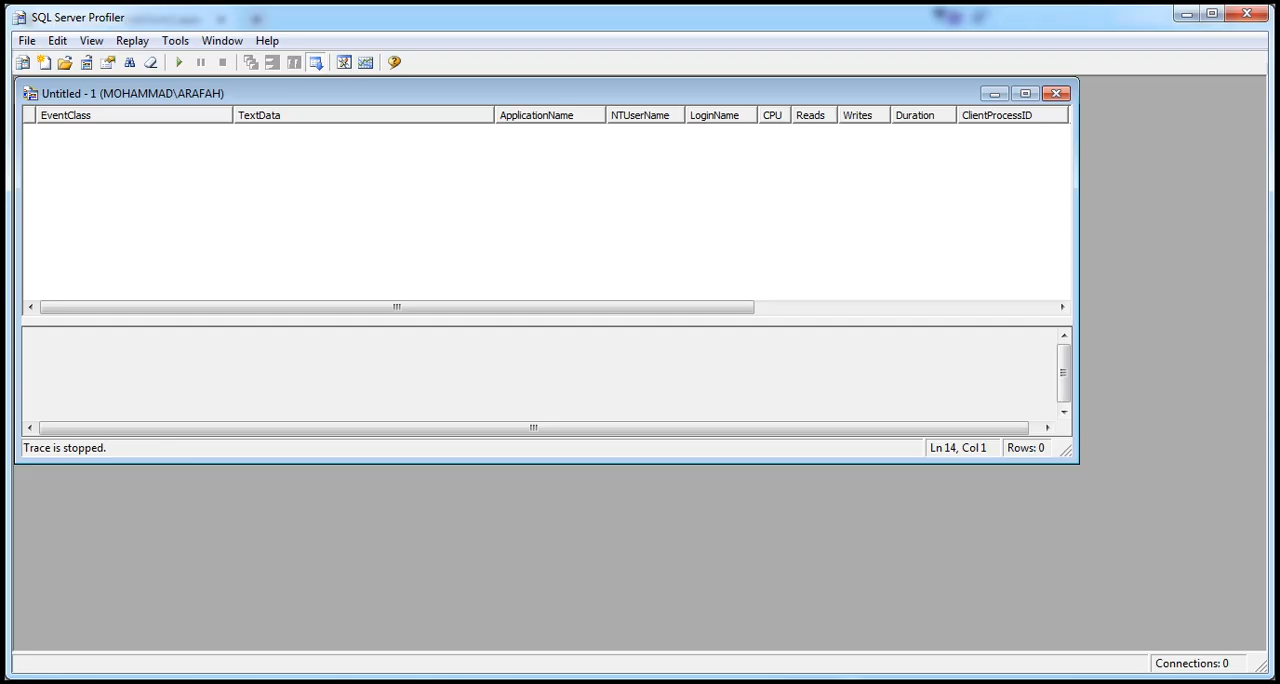 SQL Server Profiler
File Edit View Replay Tools Window Help
Untitled - 1 (MOHAMMAD\ARAFAH)
EventClass TextData ApplicationName NTUserName LoginName CPU Reads Writes Duration ClientProcessID
Trace is stopped. Ln 14, Col 1 Rows: 0
Connections: 0